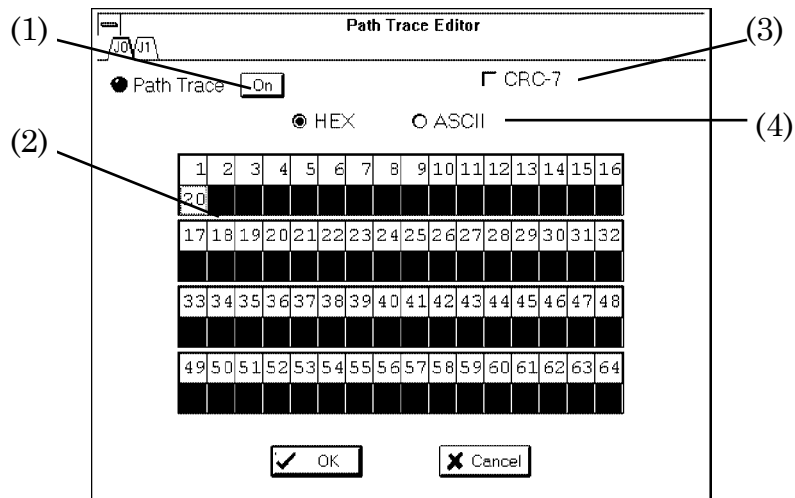 Path Trace Editor
(1)
(3)
J0 J1
Path Trace On
CRC-7
HEX ASCII
(4)
(2)
1 2 3 4 5 6 7 8 9 10 11 12 13 14 15 16
20
17 18 19 20 21 22 23 24 25 26 27 28 29 30 31 32
33 34 35 36 37 38 39 40 41 42 43 44 45 46 47 48
49 50 51 52 53 54 55 56 57 58 59 60 61 62 63 64
OK Cancel